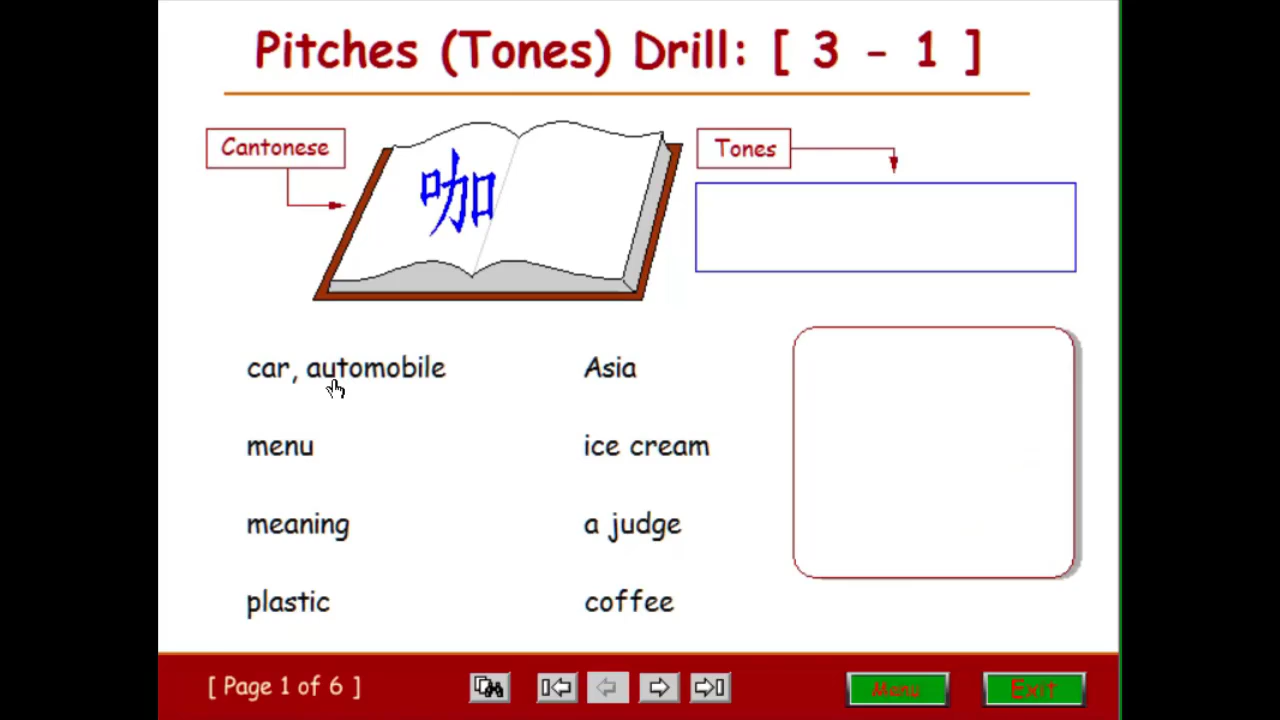 Pitches (Tones) Drill: [ 3 - 1 ]
Cantonese
咖
Tones
car, automobile
Asia
menu
ice cream
meaning
a judge
plastic
coffee
[ Page 1 of 6 ]
Menu
Exit